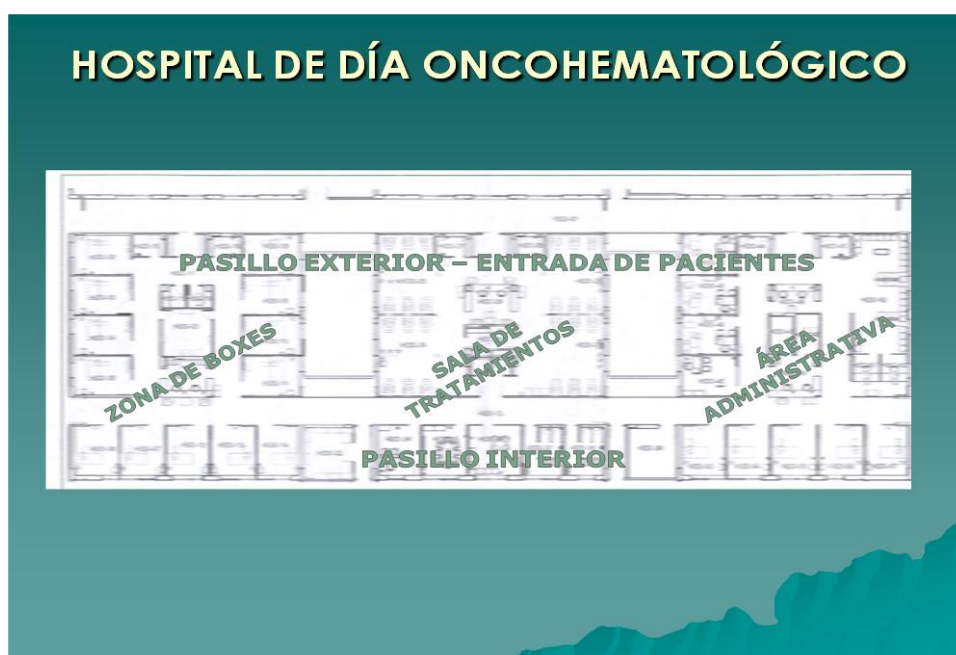 HOSPITAL DE DÍA ONCOHEMATOLÓGICO
PASILLO EXTERIOR – ENTRADA DE PACIENTES
ZONA DE BOXES
SALA DE
TRATAMIENTOS
ÁREA
ADMINISTRATIVA
PASILLO INTERIOR